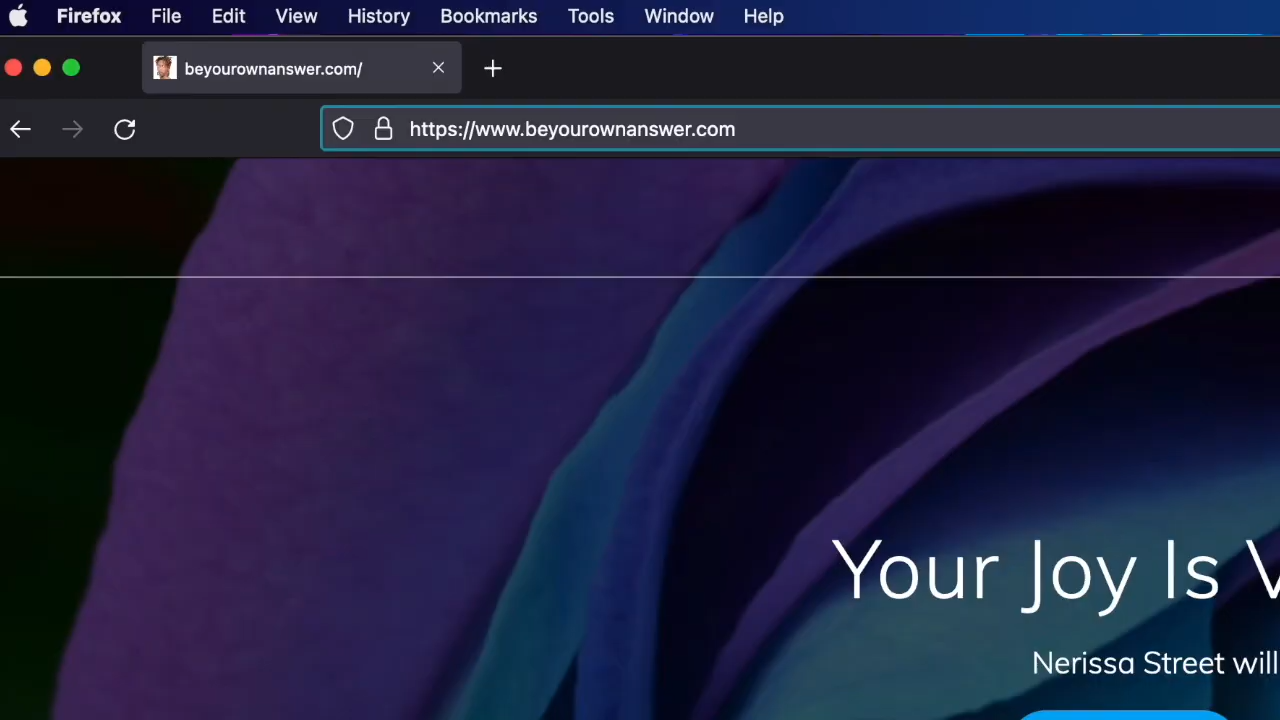 Firefox File Edit View History Bookmarks Tools Window Help
beyourownanswer.com/
https://www.beyourownanswer.com
Your Joy Is
Nerissa Street will